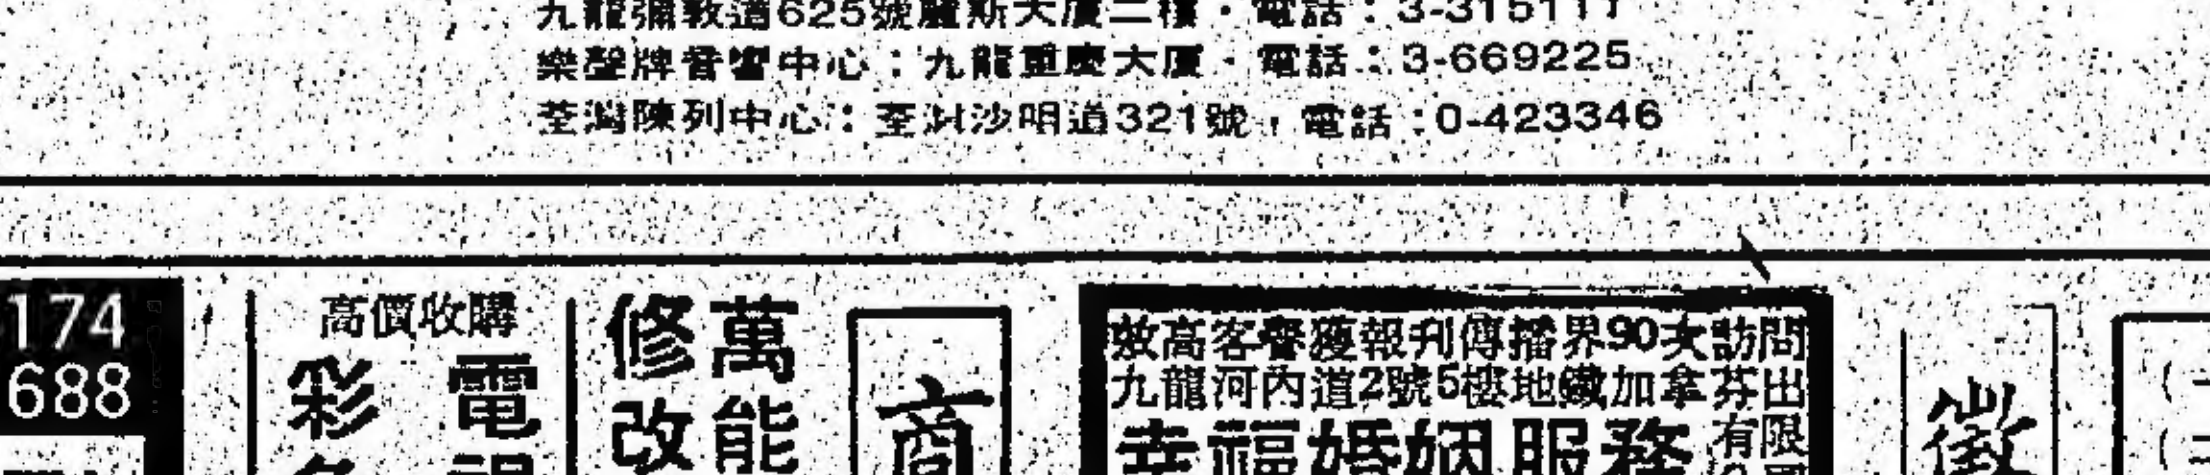 九龍彌敦道625號麗斯大廈二樓・電話：3-315111
樂聲牌音響中心：九龍重慶大廈・電話：3-669225
荃灣陳列中心：荃灣沙咀道321號，電話：0-423346
174
688
高價收購
電
彩
萬能
修改
商
效高客譽獲報刊傳播界90次訪問
九龍河內道2號5樓地鐵加拿芬出
有限
幸福婚姻服務
徵